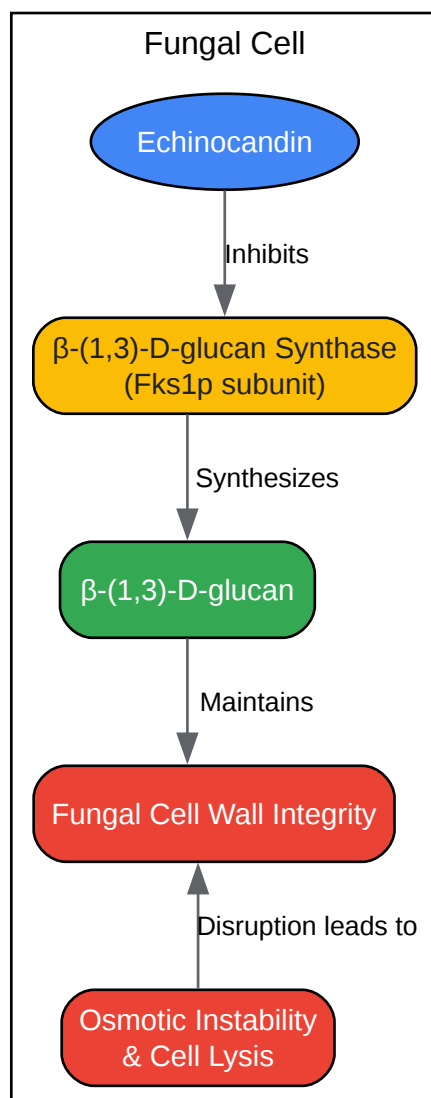 Fungal Cell
Echinocandin
Inhibits
β-(1,3)-D-glucan Synthase
(Fks1p subunit)
Synthesizes
β-(1,3)-D-glucan
Maintains
Fungal Cell Wall Integrity
Disruption leads to
Osmotic Instability
& Cell Lysis